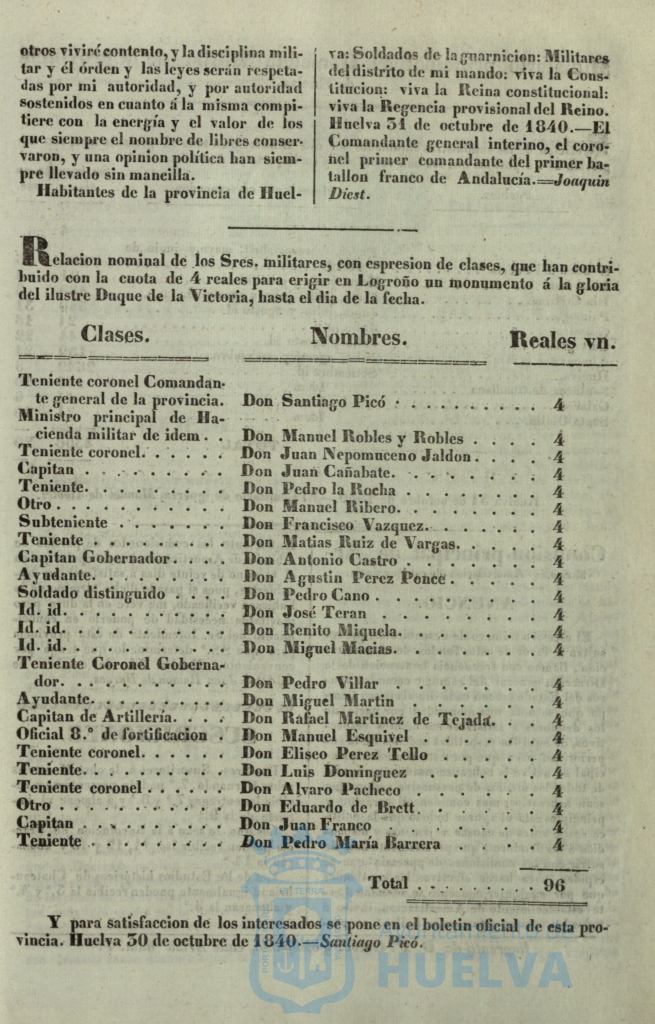 otros viviré contento, y la disciplina mili-
tar y él órden y las leyes serán respeta-
das por mi autoridad, y por autoridad
sostenidos en cuanto á la misma compi-
tiere con la energía y el valor de los
que siempre el nombre de libres conser-
varon, y una opinion política han siem-
pre llevado sin mancilla.
Habitantes de la provincia de Huel-
va: Soldados de la guarnicion: Militares
del distrito de mi mando: viva la Cons-
titucion: viva la Reina constitucional:
viva la Regencia provisional del Reino.
Huelva 31 de octubre de 1840.—El
Comandante general interino, el coro-
nel primer comandante del primer ba-
tallon franco de Andalucía.=Joaquin
Diest.
Relacion nominal de los Sres. militares, con espresion de clases, que han contri-
buido con la cuota de 4 reales para erigir en Logroño un monumento á la gloria
del ilustre Duque de la Victoria, hasta el dia de la fecha.
Clases. Nombres. Reales vn.
Teniente coronel Comandan-
te general de la provincia. Don Santiago Picó . . . . . . . . . 4
Ministro principal de Ha-
cienda militar de idem . . Don Manuel Robles y Robles . . . . 4
Teniente coronel. . . . . . Don Juan Nepomuceno Jaldon. . . . 4
Capitan . . . . . . . . . Don Juan Cañabate. . . . . . . . 4
Teniente. . . . . . . . . Don Pedro la Rocha . . . . . . . 4
Otro . . . . . . . . . . Don Manuel Ribero. . . . . . . . 4
Subteniente . . . . . . . Don Francisco Vazquez. . . . . . 4
Teniente . . . . . . . . Don Matias Ruiz de Vargas. . . . . 4
Capitan Gobernador. . . . Don Antonio Castro . . . . . . . 4
Ayudante. . . . . . . . . Don Agustin Perez Ponce . . . . . 4
Soldado distinguido . . . . Don Pedro Cano . . . . . . . . . 4
Id. id. . . . . . . . . . . Don José Teran . . . . . . . . 4
Id. id. . . . . . . . . . . Don Benito Miquela. . . . . . . 4
Id. id. . . . . . . . . . . Don Miguel Macias. . . . . . . . 4
Teniente Coronel Goberna-
dor. . . . . . . . . . Don Pedro Villar . . . . . . . 4
Ayudante. . . . . . . . . Don Miguel Martin . . . . . . 4
Capitan de Artillería. . . . Don Rafael Martinez de Tejada. . . 4
Oficial 8.º de fortificacion . Don Manuel Esquivel . . . . . . 4
Teniente coronel. . . . . . Don Eliseo Perez Tello . . . . . 4
Teniente. . . . . . . . . Don Luis Dominguez . . . . . 4
Teniente coronel . . . . . Don Alvaro Pacheco . . . . . . 4
Otro . . . . . . . . . . Don Eduardo de Brett. . . . . . 4
Capitan . . . . . . . . . Don Juan Franco . . . . . . . 4
Teniente . . . . . . . . Don Pedro María Barrera . . . . 4
Total . . . . . . . . 96
Y para satisfaccion de los interesados se pone en el boletin oficial de esta pro-
vincia. Huelva 30 de octubre de 1840.—Santiago Picó.
HUELVA